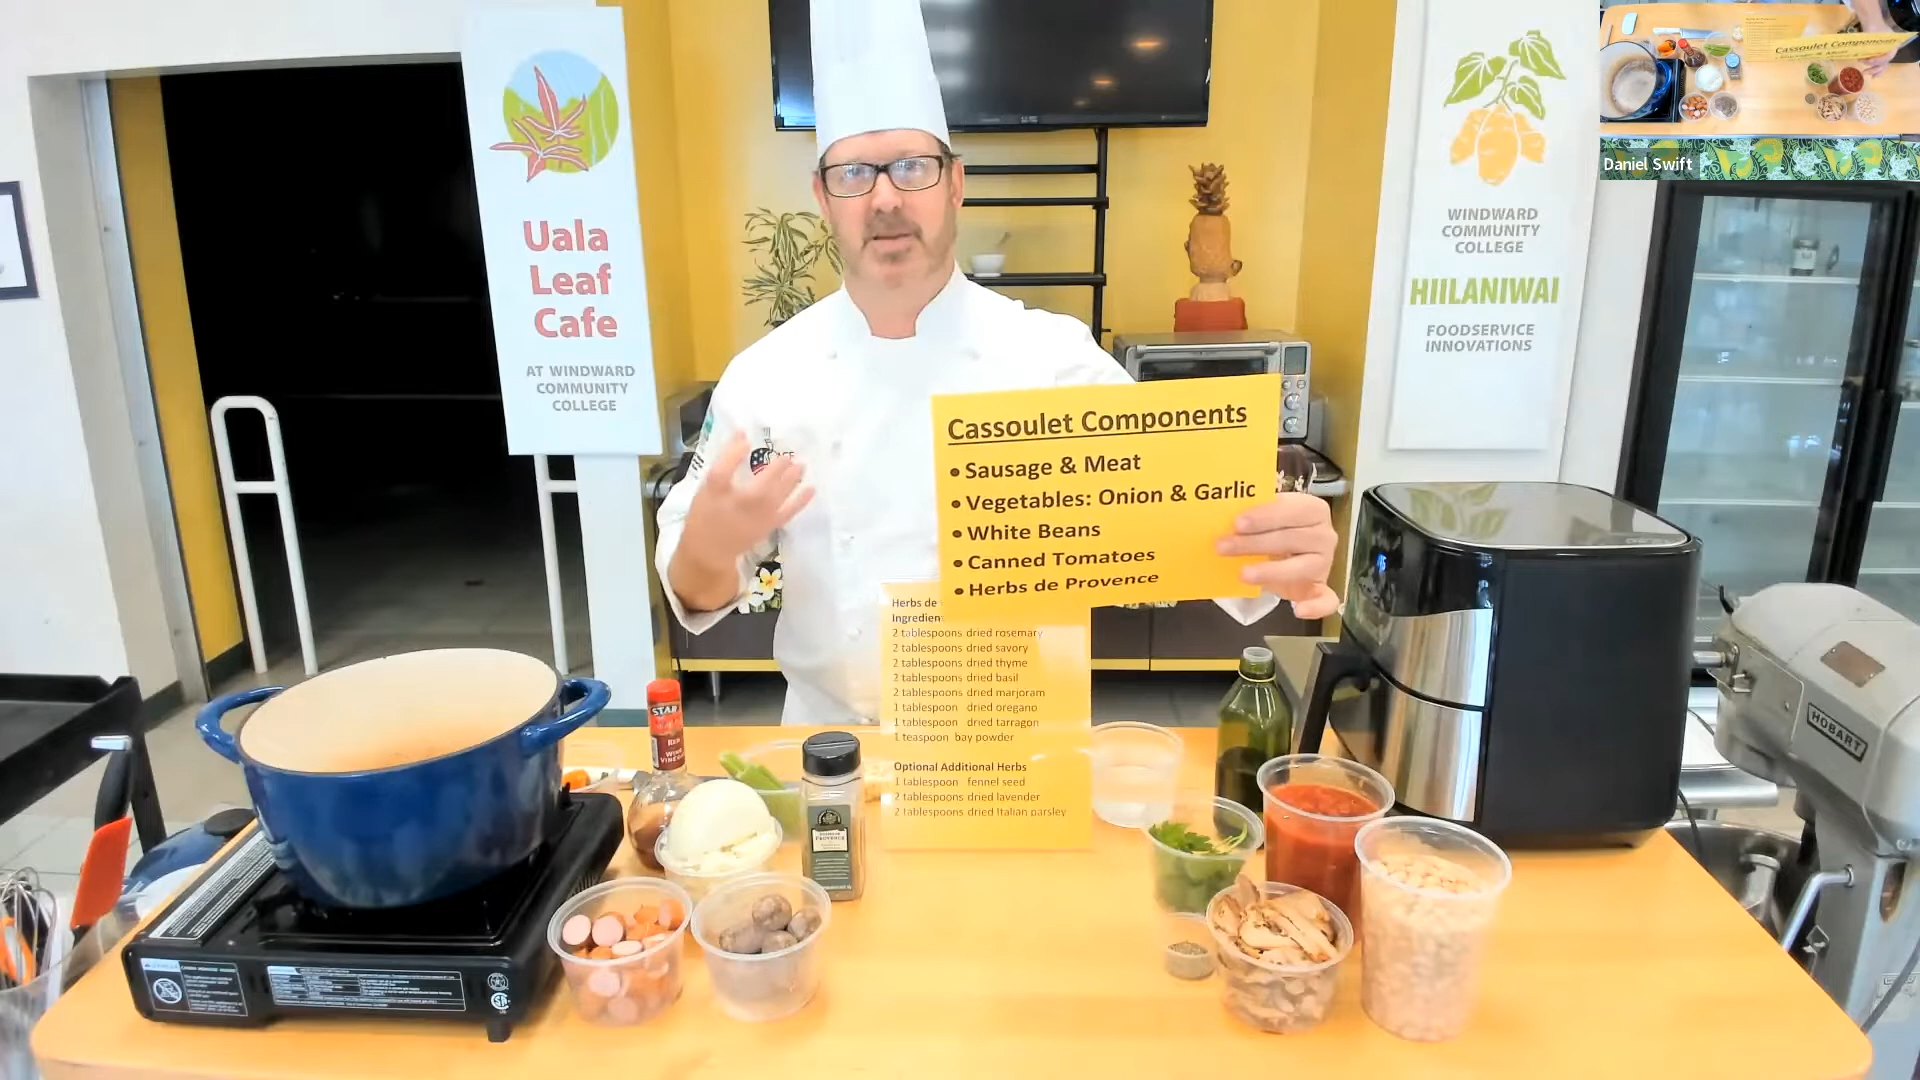 Uala
Leaf
Cafe
AT WINDWARD
COMMUNITY
COLLEGE
WINDWARD
COMMUNITY
COLLEGE
HIILANIWAI
FOODSERVICE
INNOVATIONS
Cassoulet Components
Daniel Swift
Cassoulet Components
• Sausage & Meat
• Vegetables: Onion & Garlic
• White Beans
• Canned Tomatoes
• Herbs de Provence
Herbs de
2 tablespoons dried rosemary
2 tablespoons dried savory
2 tablespoons dried thyme
2 tablespoons dried basil
2 tablespoons dried marjoram
1 tablespoon dried oregano
1 tablespoon dried tarragon
1 teaspoon bay powder
Optional Additional Herbs
1 tablespoon fennel seed
2 tablespoons dried lavender
2 tablespoons dried Italian parsley
STAR
RED
WINE
VINEGAR
PROVENCE
HOBART